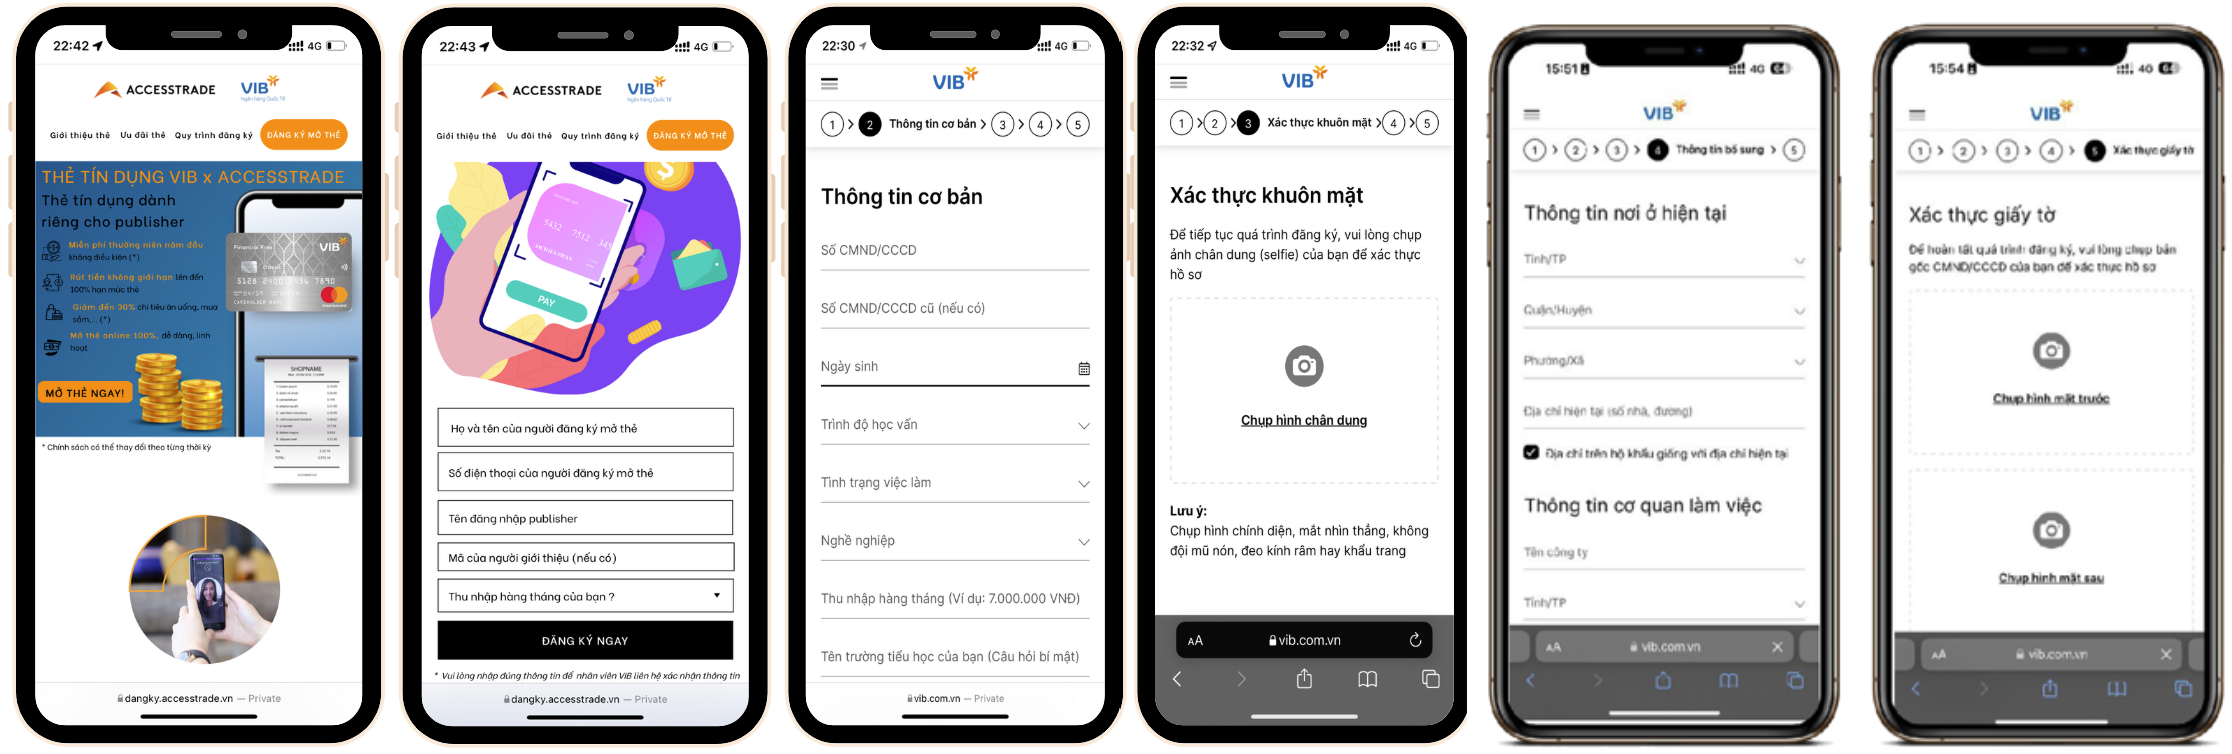 22:42
4G
ACCESSTRADE
VIB
Ngân hàng Quốc Tế
Giới thiệu thẻ
Ưu đãi thẻ
Quy trình đăng ký
ĐĂNG KÝ MỞ THẺ
THẺ TÍN DỤNG VIB x ACCESSTRADE
Thẻ tín dụng dành
riêng cho publisher
Miễn phí thường niên năm đầu
không điều kiện (*)
Rút tiền không giới hạn lên đến
100% hạn mức thẻ
Giảm đến 30% chi tiêu ăn uống, mua
sắm,... (*)
Mở thẻ online 100%, dễ dàng, linh
hoạt
MỞ THẺ NGAY!
Financial Free
VIB
SHOPNAME
TOTAL
* Chính sách có thể thay đổi theo từng thời kỳ
dangky.accesstrade.vn — Private
22:43
4G
ACCESSTRADE
VIB
Ngân hàng Quốc Tế
Giới thiệu thẻ
Ưu đãi thẻ
Quy trình đăng ký
ĐĂNG KÝ MỞ THẺ
5432 7512 345
PAY
Họ và tên của người đăng ký mở thẻ
Số điện thoại của người đăng ký mở thẻ
Tên đăng nhập publisher
Mã của người giới thiệu (nếu có)
Thu nhập hàng tháng của bạn ?
ĐĂNG KÝ NGAY
* Vui lòng nhập đúng thông tin để nhân viên VIB liên hệ xác nhận thông tin
dangky.accesstrade.vn — Private
22:30
4G
VIB
1 > 2 Thông tin cơ bản > 3 > 4 > 5
Thông tin cơ bản
Số CMND/CCCD
Số CMND/CCCD cũ (nếu có)
Ngày sinh
Trình độ học vấn
Tình trạng việc làm
Nghề nghiệp
Thu nhập hàng tháng (Ví dụ: 7.000.000 VNĐ)
Tên trường tiểu học của bạn (Câu hỏi bí mật)
vib.com.vn — Private
22:32
4G
VIB
1 > 2 > 3 Xác thực khuôn mặt > 4 > 5
Xác thực khuôn mặt
Để tiếp tục quá trình đăng ký, vui lòng chụp
ảnh chân dung (selfie) của bạn để xác thực
hồ sơ
Chụp hình chân dung
Lưu ý:
Chụp hình chính diện, mắt nhìn thẳng, không
đội mũ nón, đeo kính râm hay khẩu trang
AA
vib.com.vn
15:51
4G
VIB
1 > 2 > 3 > 4 Thông tin bổ sung > 5
Thông tin nơi ở hiện tại
Tỉnh/TP
Quận/Huyện
Phường/Xã
Địa chỉ hiện tại (số nhà, đường)
Địa chỉ trên hộ khẩu giống với địa chỉ hiện tại
Thông tin cơ quan làm việc
Tên công ty
Tỉnh/TP
AA
vib.com.vn
15:54
4G
VIB
1 > 2 > 3 > 4 > 5 Xác thực giấy tờ
Xác thực giấy tờ
Để hoàn tất quá trình đăng ký, vui lòng chụp bản
gốc CMND/CCCD của bạn để xác thực hồ sơ
Chụp hình mặt trước
Chụp hình mặt sau
AA
vib.com.vn